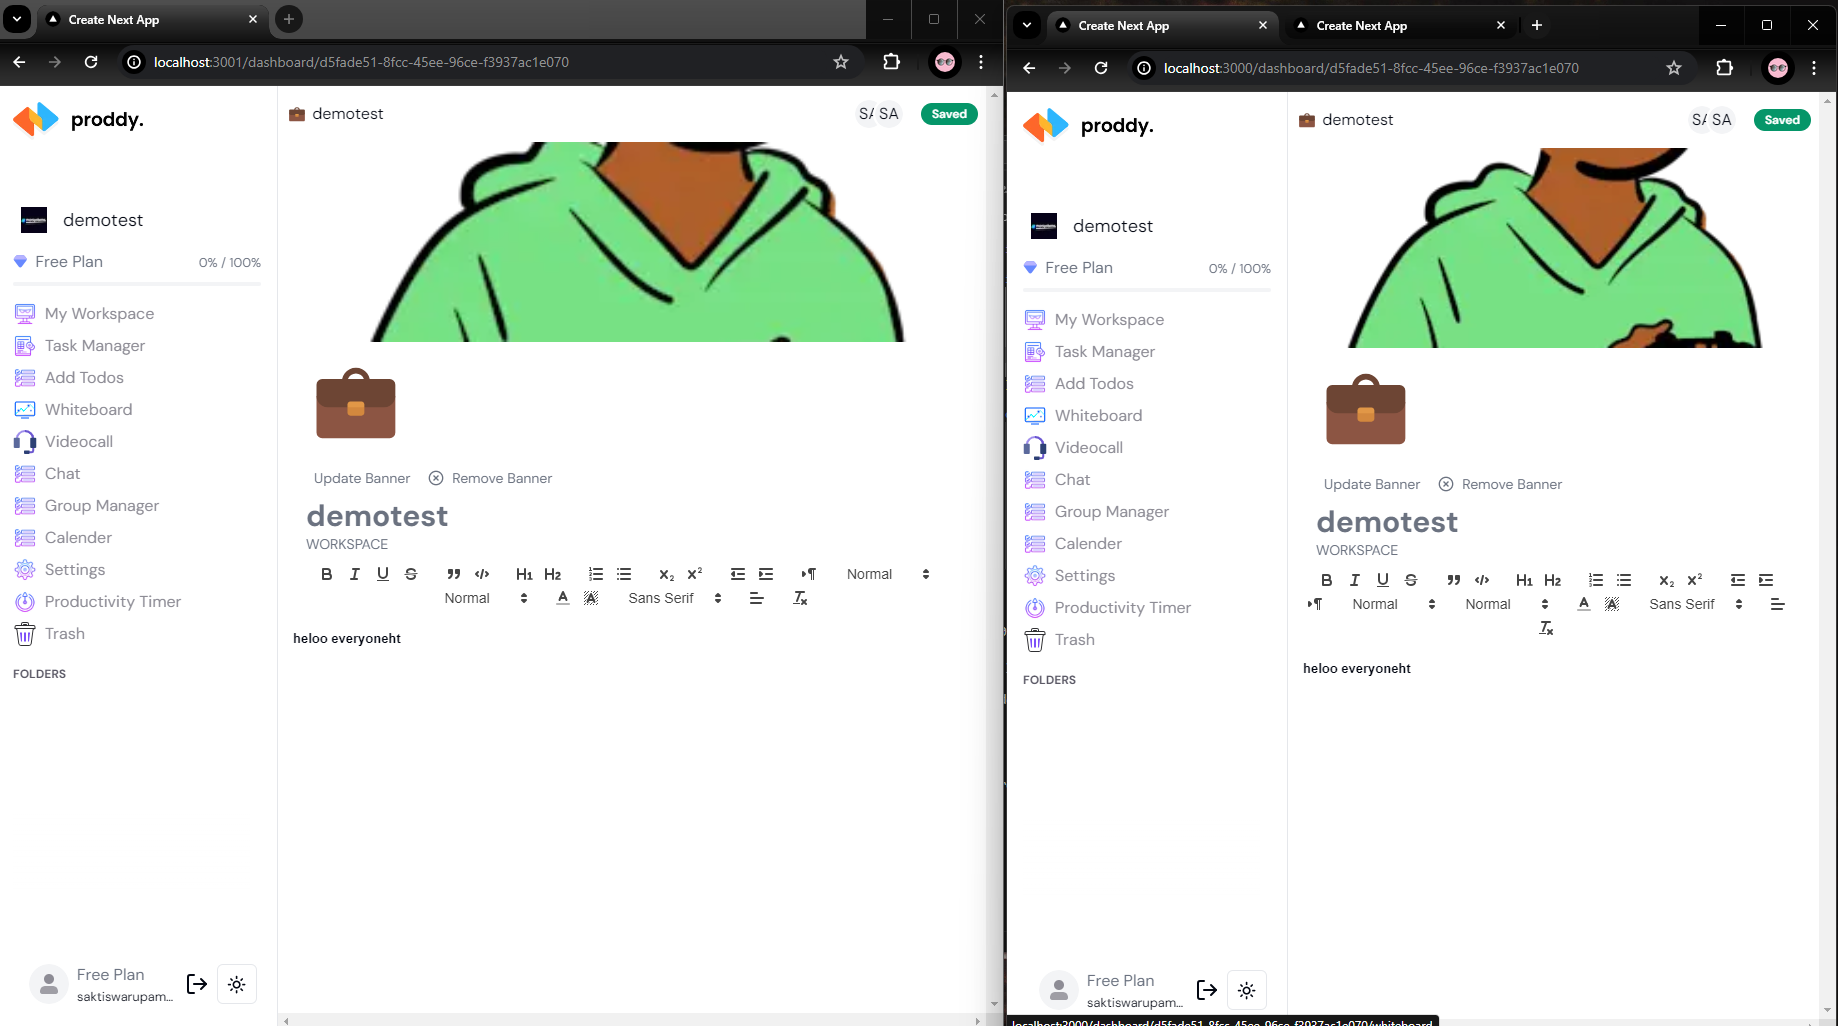 Create Next App
localhost:3001/dashboard/d5fade51-8fcc-45ee-96ce-f3937ac1e070
proddy.
demotest
Free Plan
0% / 100%
My Workspace
Task Manager
Add Todos
Whiteboard
Videocall
Chat
Group Manager
Calender
Settings
Productivity Timer
Trash
FOLDERS
Free Plan
saktiswarupam...
demotest
SA SA
Saved
Update Banner
Remove Banner
demotest
WORKSPACE
B I U S H1 H2 X2 X2 Normal
Normal A A Sans Serif Tx
heloo everyoneht
Create Next App
Create Next App
localhost:3000/dashboard/d5fade51-8fcc-45ee-96ce-f3937ac1e070
proddy.
demotest
Free Plan
0% / 100%
My Workspace
Task Manager
Add Todos
Whiteboard
Videocall
Chat
Group Manager
Calender
Settings
Productivity Timer
Trash
FOLDERS
Free Plan
saktiswarupam...
demotest
SA SA
Saved
Update Banner
Remove Banner
demotest
WORKSPACE
B I U S H1 H2 X2 X2
Normal Normal A A Sans Serif
Tx
heloo everyoneht
localhost:3000/dashboard/d5fade51-8fcc-45ee-96ce-f3937ac1e070/whiteboard